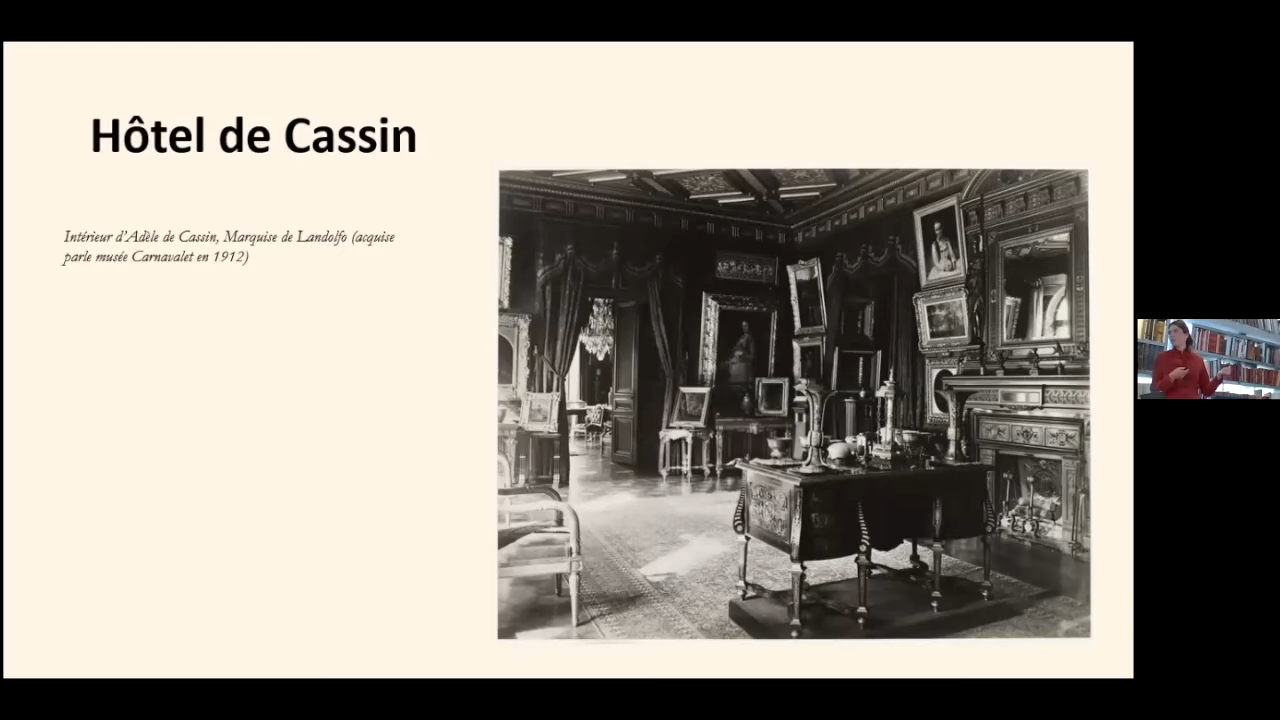 Hôtel de Cassin
Intérieur d'Adèle de Cassin, Marquise de Landolfo (acquise
parle musée Carnavalet en 1912)